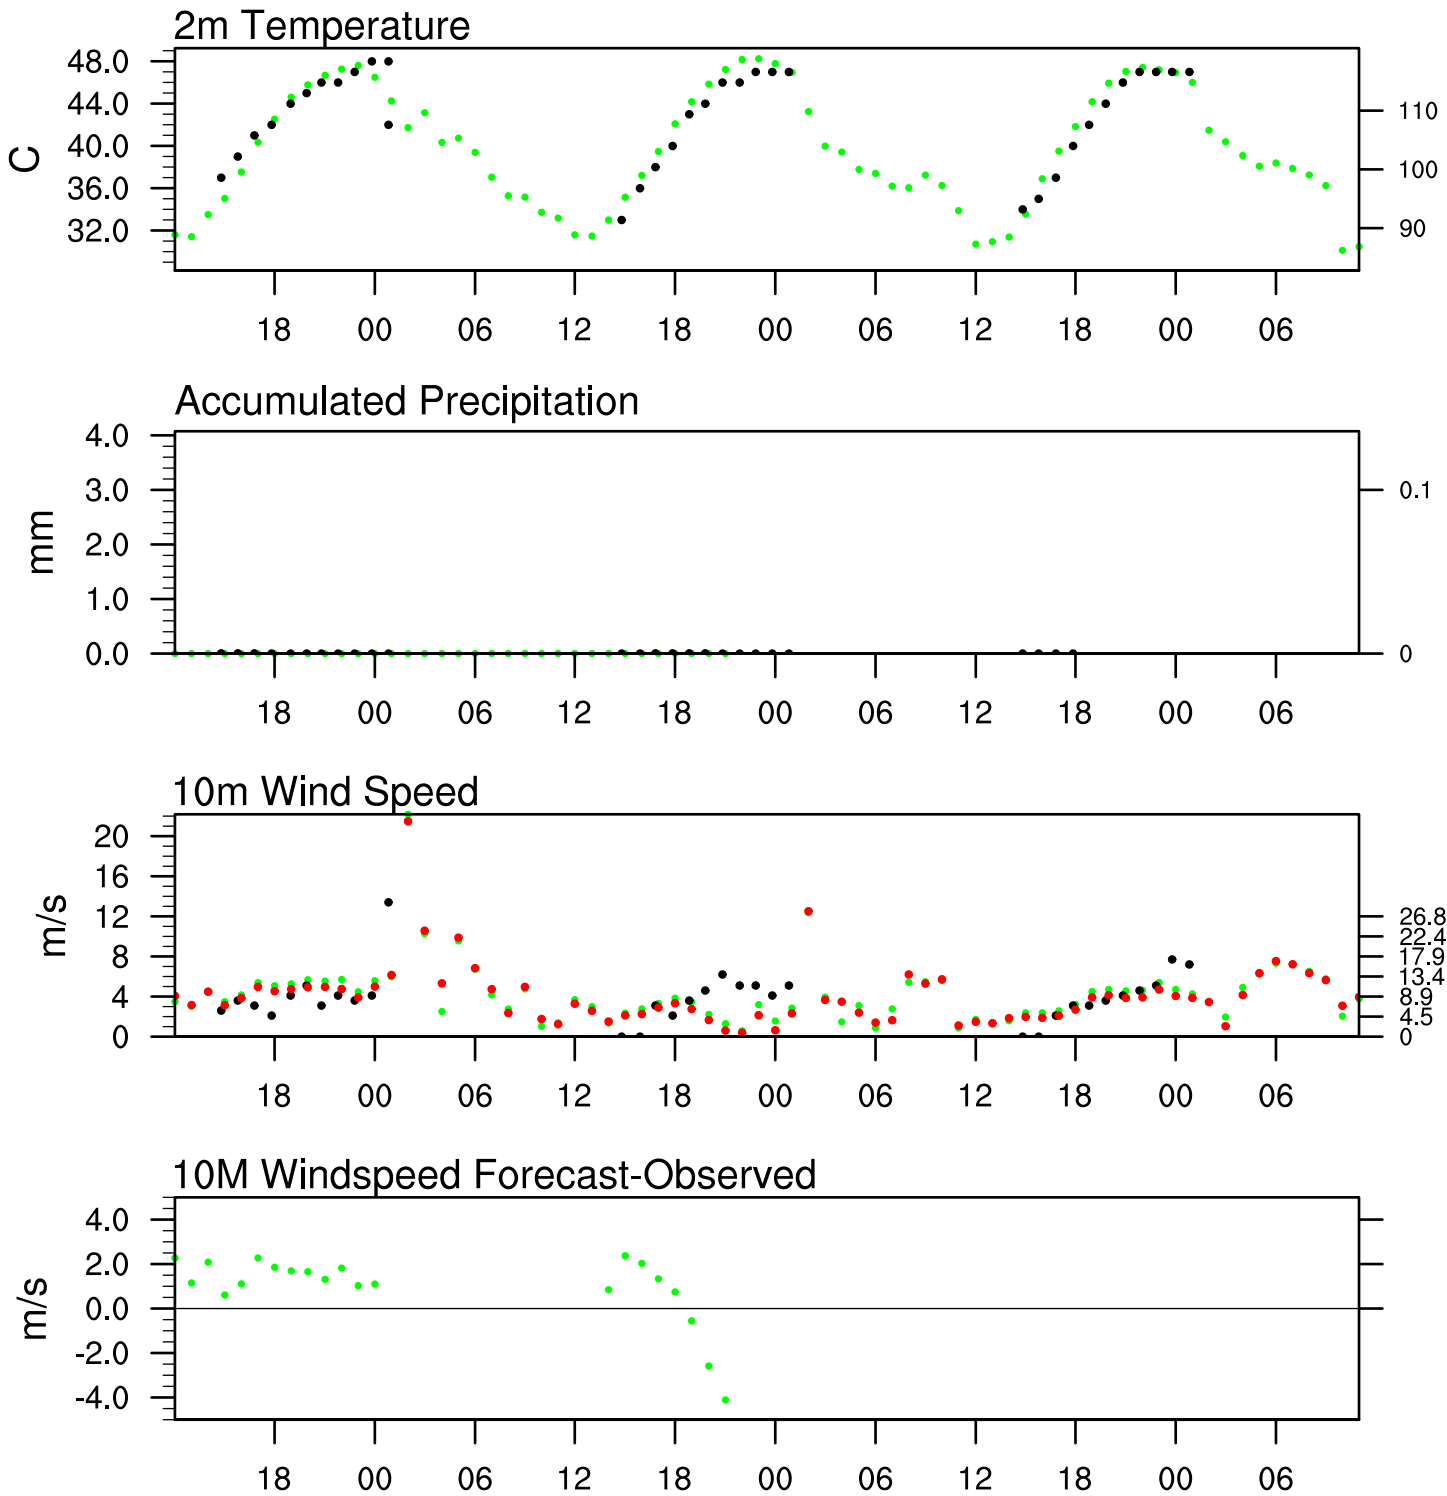 2m Temperature
48.0
44.0
40.0
36.0
32.0
C
110
100
90
18 00 06 12 18 00 06 12 18 00 06
Accumulated Precipitation
4.0
3.0
2.0
1.0
0.0
mm
0.1
0
18 00 06 12 18 00 06 12 18 00 06
10m Wind Speed
20
16
12
8
4
0
m/s
26.8
22.4
17.9
13.4
8.9
4.5
0
18 00 06 12 18 00 06 12 18 00 06
10M Windspeed Forecast-Observed
4.0
2.0
0.0
-2.0
-4.0
m/s
18 00 06 12 18 00 06 12 18 00 06